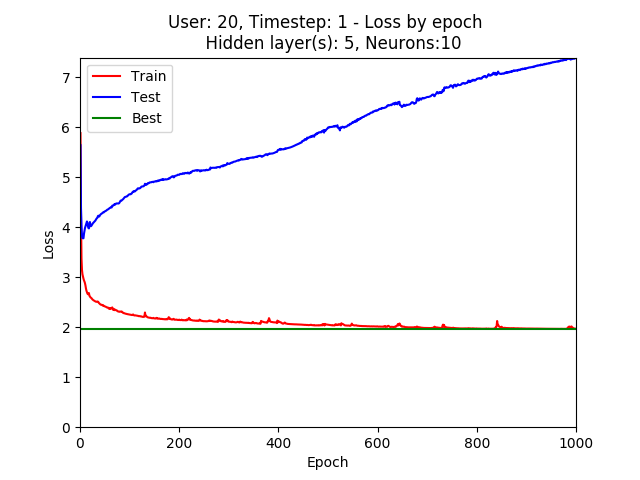 User: 20, Timestep: 1 - Loss by epoch
Hidden layer(s): 5, Neurons:10
Train
Test
Best
Loss
7
6
5
4
3
2
1
0
0 200 400 600 800 1000
Epoch